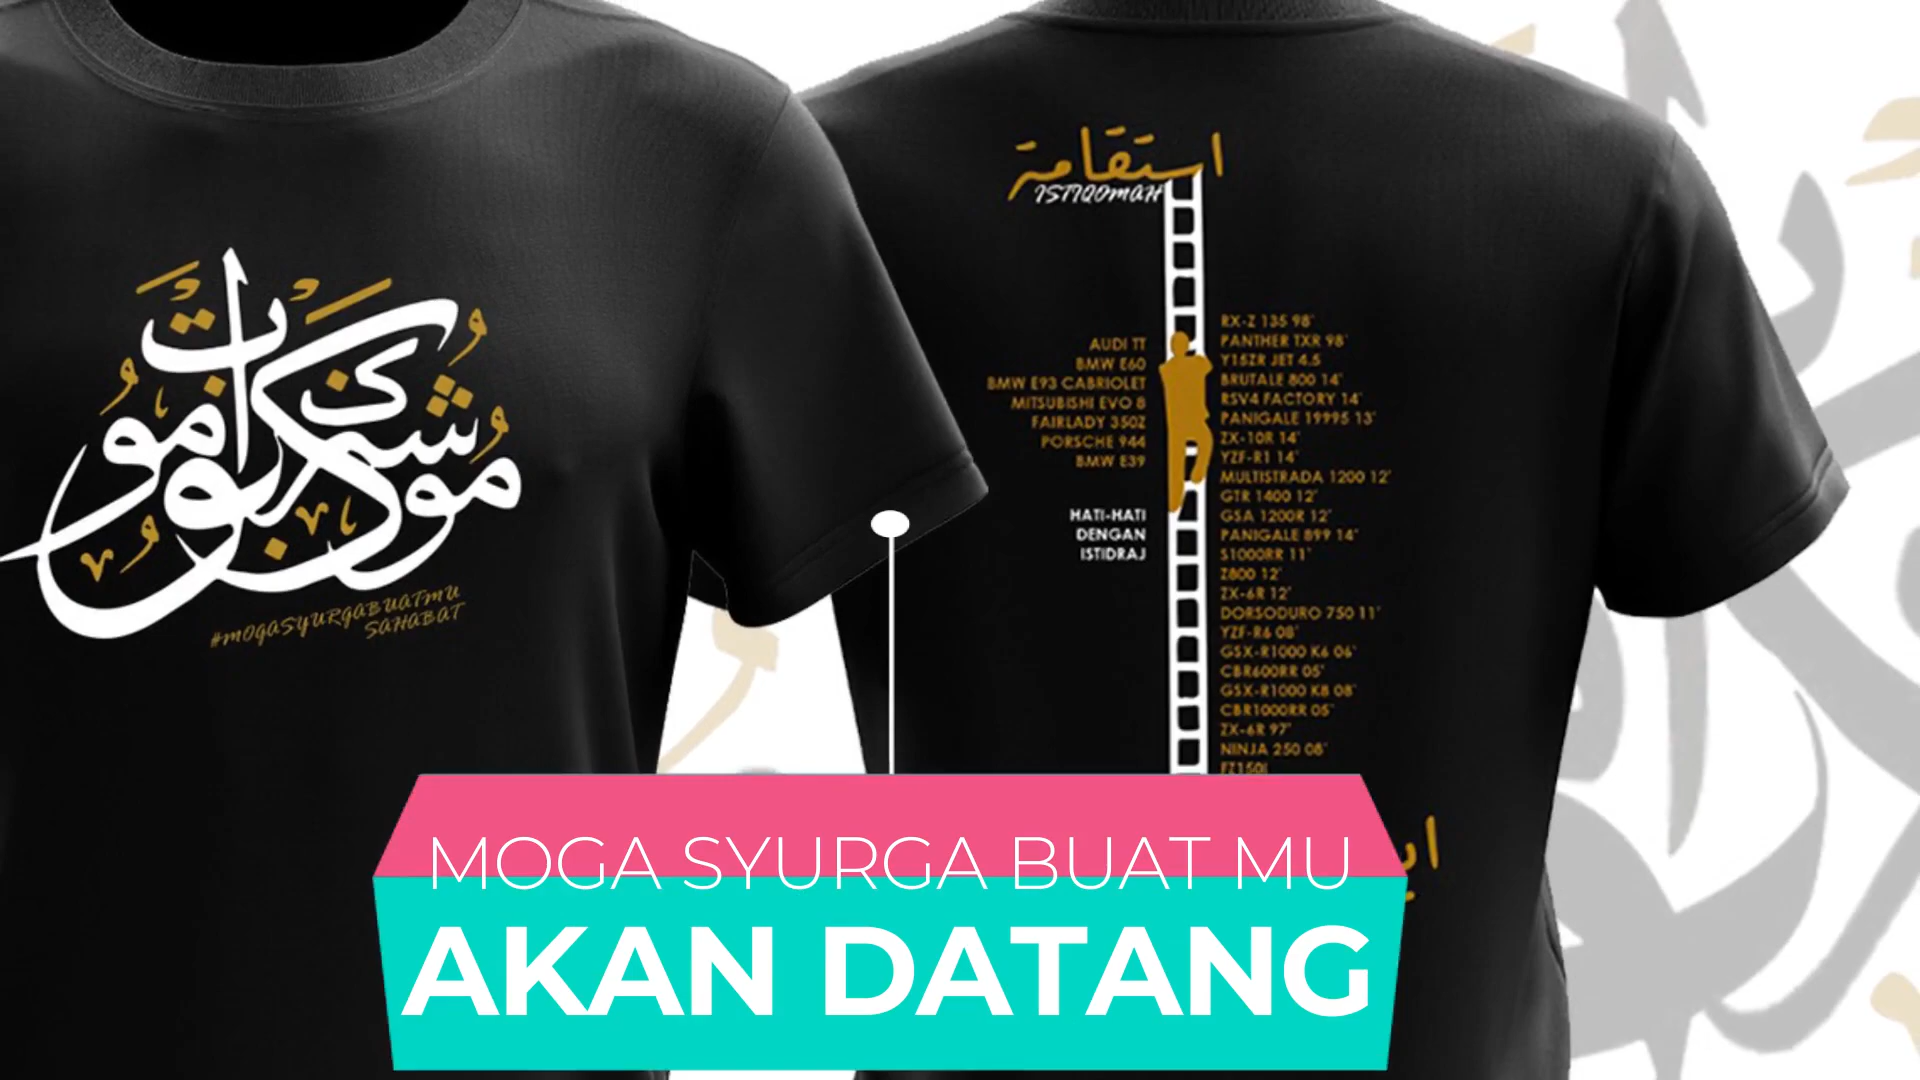 #MOGASYURGABUATMU
SAHABAT
استقامة
ISTIQOMAH
AUDI TT
BMW E60
BMW E93 CABRIOLET
MITSUBISHI EVO 8
FAIRLADY 350Z
PORSCHE 944
BMW E39
HATI-HATI
DENGAN
ISTIDRAJ
RX-Z 135 98'
PANTHER TXR 98'
Y15ZR JET 4.5
BRUTALE 800 14'
RSV4 FACTORY 14'
PANIGALE 1999S 13'
ZX-10R 14'
YZF-R1 14'
MULTISTRADA 1200 12'
GTR 1400 12'
GSA 1200R 12'
PANIGALE 899 14'
S1000RR 11'
Z800 12'
ZX-6R 12'
DORSODURO 750 11'
YZF-R6 08'
GSX-R1000 K6 06'
CBR600RR 05'
GSX-R1000 K8 08'
CBR1000RR 05'
ZX-6R 97'
NINJA 250 08'
FZ150I
MOGA SYURGA BUAT MU
AKAN DATANG